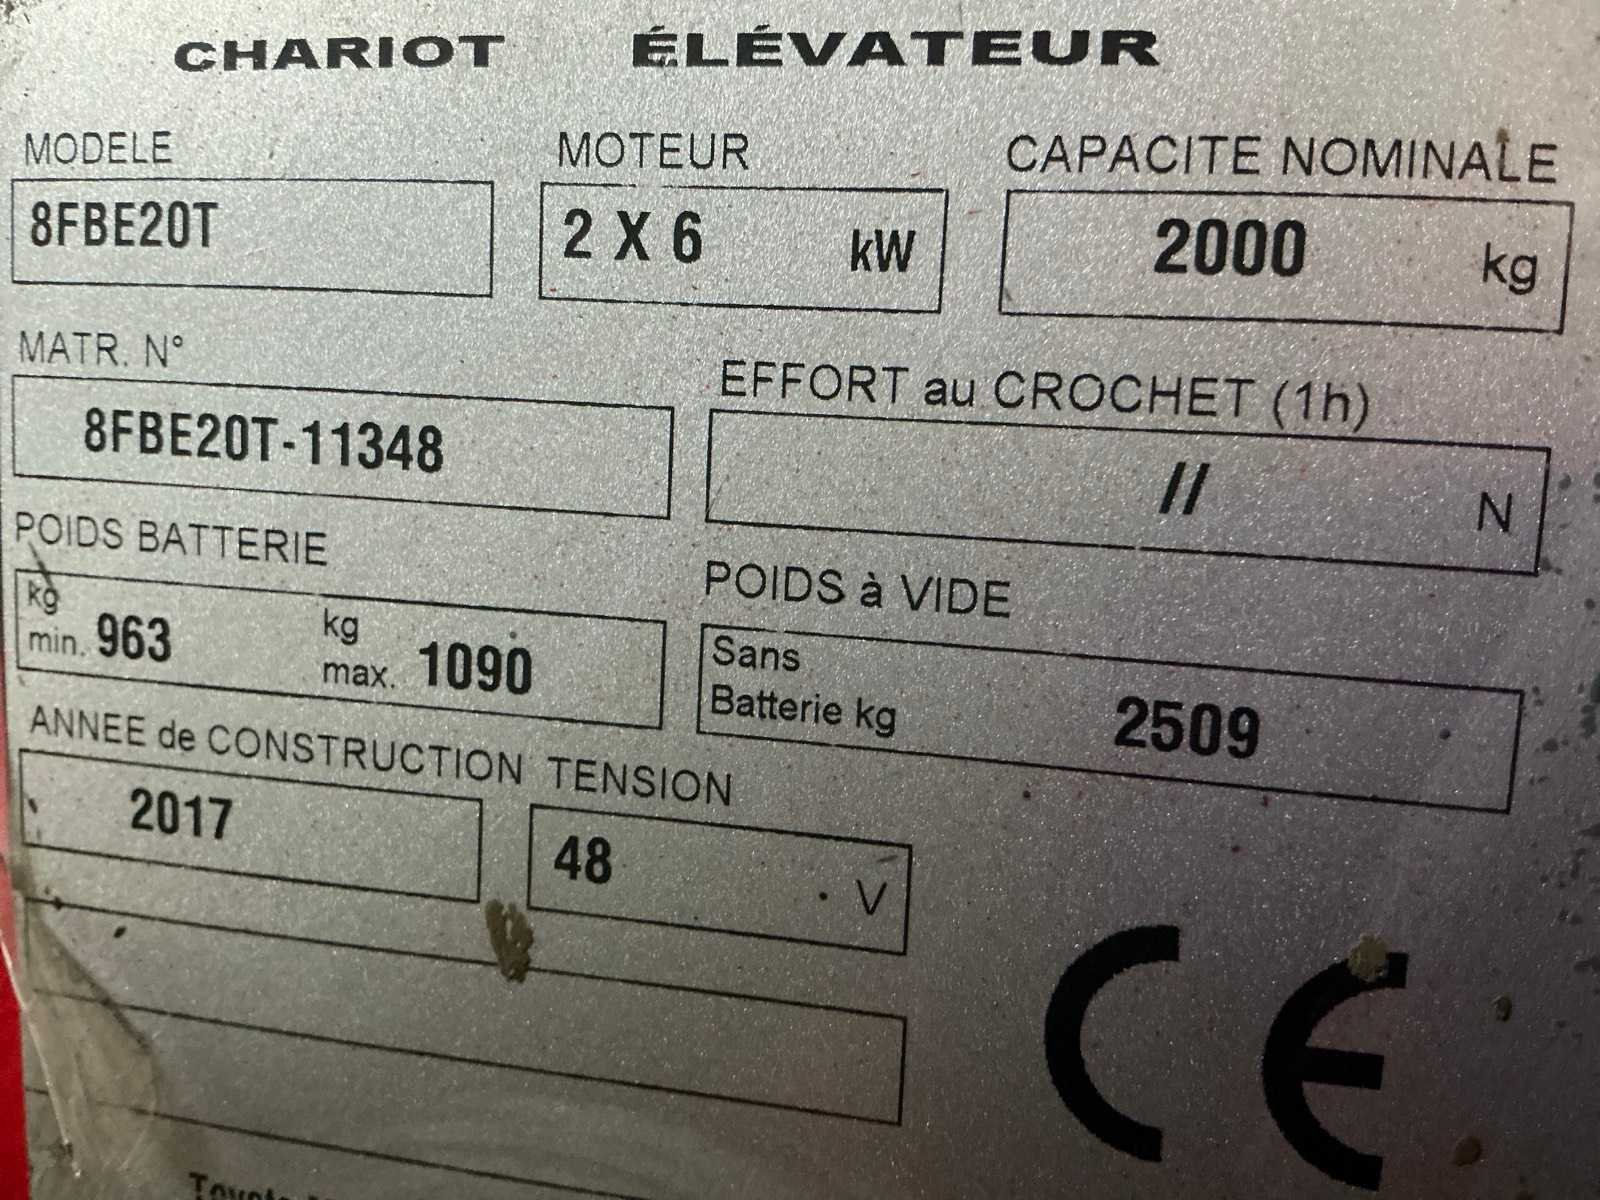 CHARIOT ÉLÉVATEUR
MODELE MOTEUR CAPACITE NOMINALE
8FBE20T 2 X 6 kW 2000 kg
MATR. N° EFFORT au CROCHET (1h)
8FBE20T-11348 // N
POIDS BATTERIE POIDS à VIDE
kg min. 963 kg max. 1090 Sans
Batterie kg 2509
ANNEE de CONSTRUCTION TENSION
2017 48 V
CE